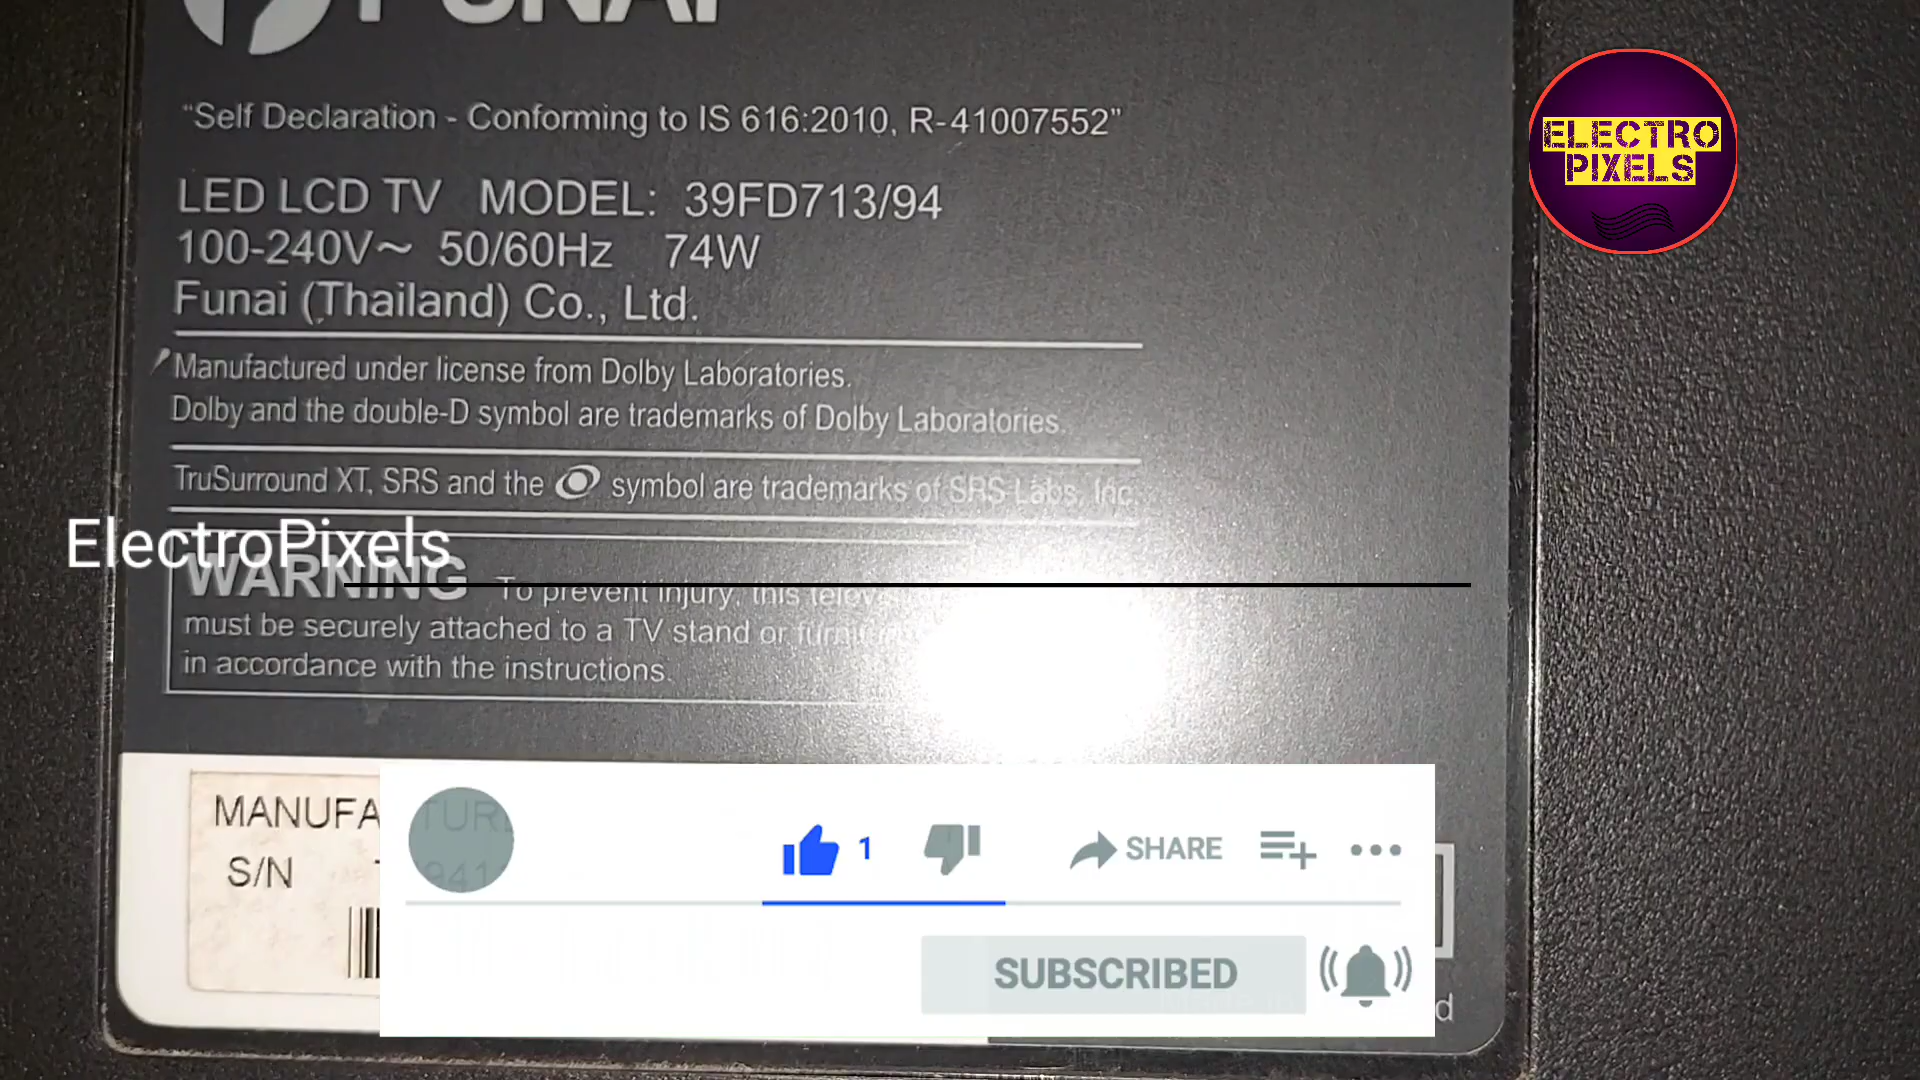 FUNAI
“Self Declaration - Conforming to IS 616:2010, R-41007552”
ELECTRO
PIXELS
LED LCD TV MODEL: 39FD713/94
100-240V~ 50/60Hz 74W
Funai (Thailand) Co., Ltd.
Manufactured under license from Dolby Laboratories.
Dolby and the double-D symbol are trademarks of Dolby Laboratories.
TruSurround XT, SRS and the symbol are trademarks of SRS Labs, Inc.
ElectroPixels
WARNING To prevent injury, this
must be securely attached to a TV stand or
in accordance with the instructions.
MANUFACTURE
S/N
1
SHARE
SUBSCRIBED